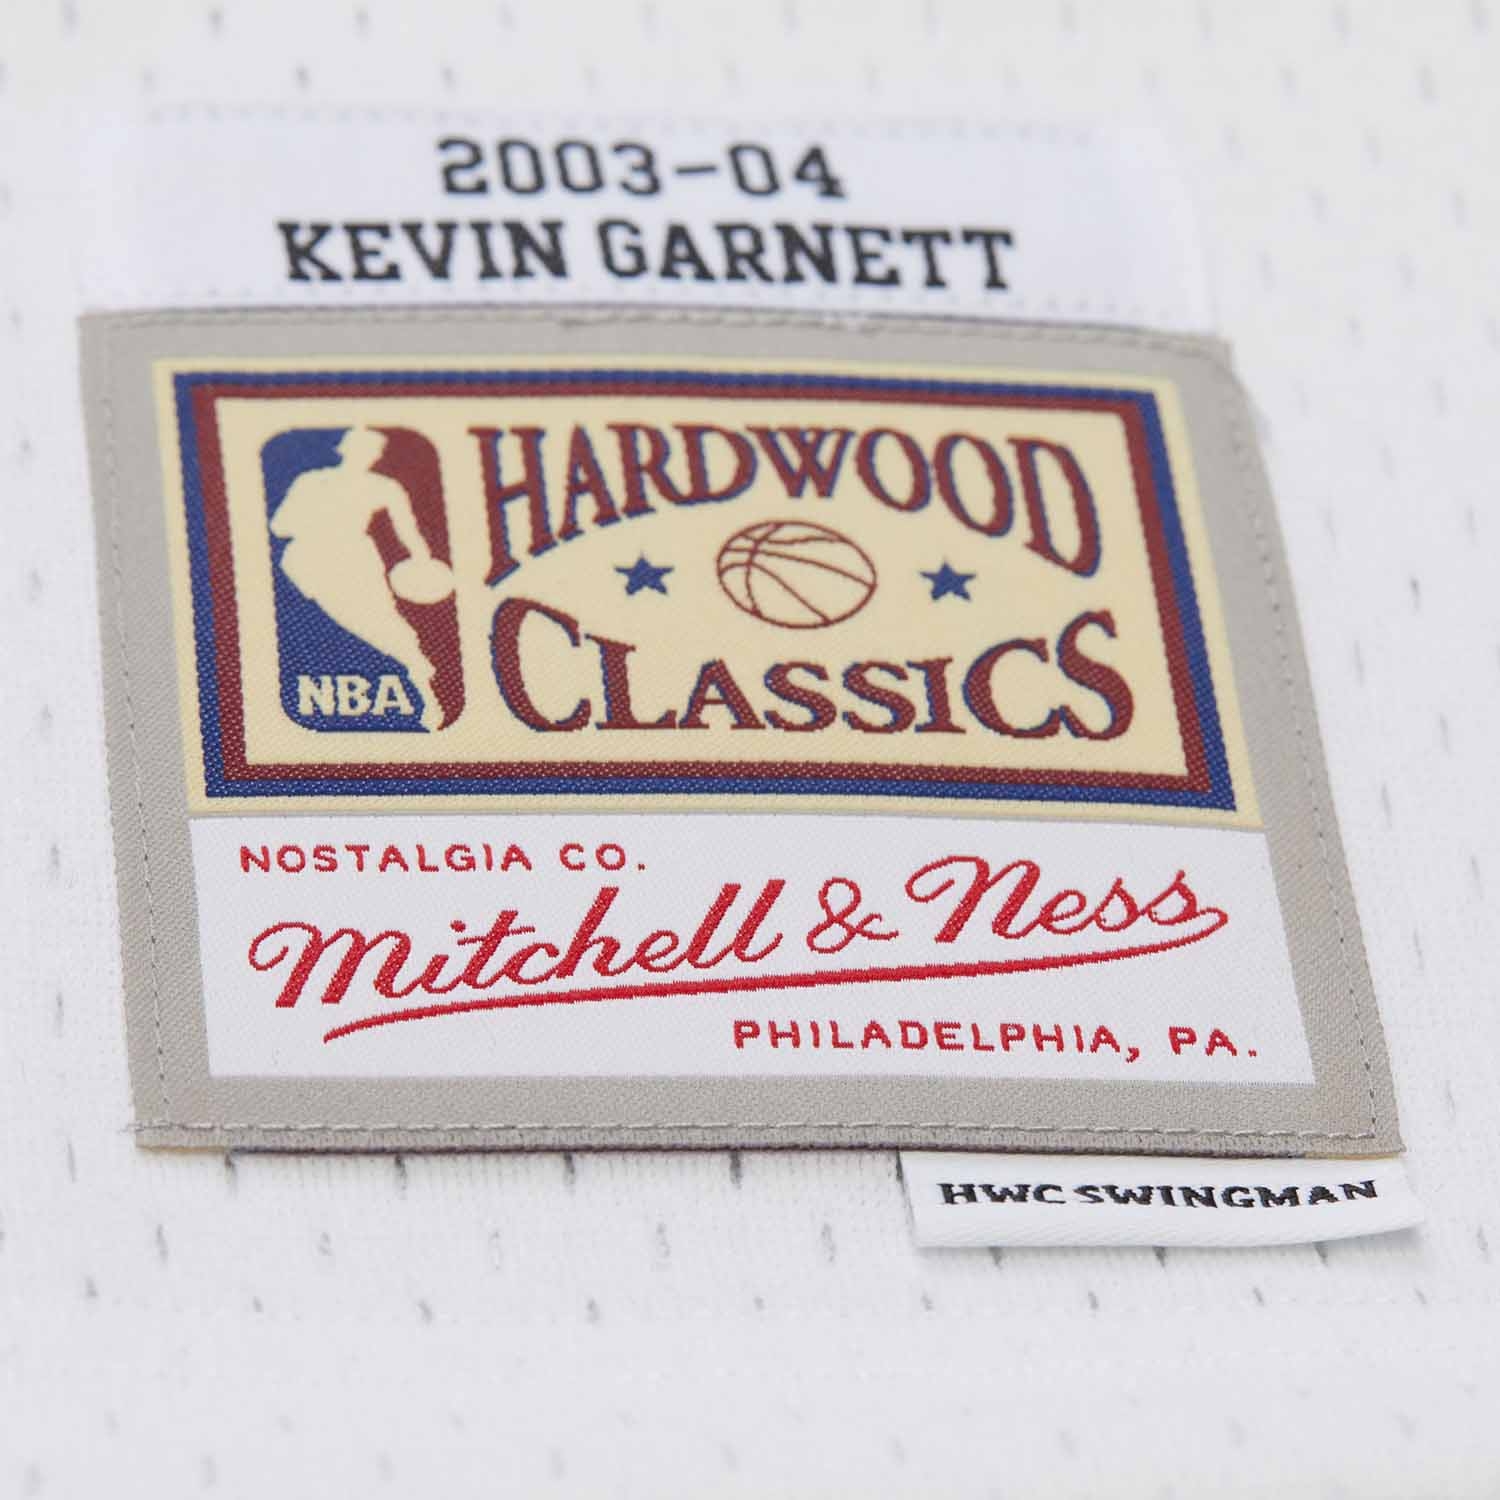 2003-04
KEVIN GARNETT
HARDWOOD
CLASSICS
NBA
NOSTALGIA CO.
Mitchell & Ness
PHILADELPHIA, PA.
HWC SWINGMAN